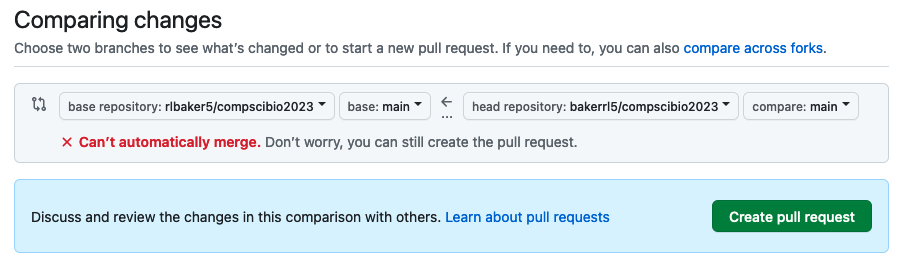 Comparing changes
Choose two branches to see what’s changed or to start a new pull request. If you need to, you can also compare across forks.
base repository: rlbaker5/compscibio2023 base: main ← head repository: bakerrl5/compscibio2023 compare: main
...
✕ Can’t automatically merge. Don’t worry, you can still create the pull request.
Discuss and review the changes in this comparison with others. Learn about pull requests Create pull request